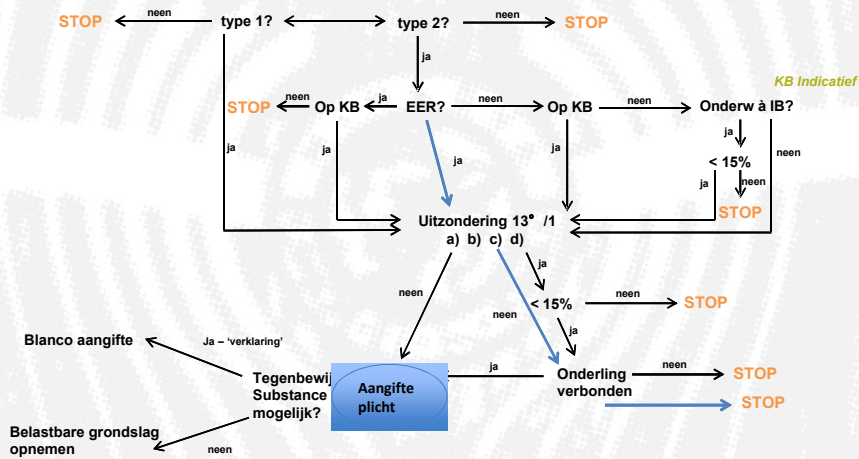 STOP neen type 1? type 2? neen STOP
ja
KB Indicatief
STOP neen Op KB ja EER? neen Op KB neen Onderw à IB?
ja ja ja ja neen
< 15%
ja neen
STOP
Uitzondering 13° /1
a) b) c) d)
ja
neen neen < 15% neen STOP
ja
Blanco aangifte Ja – 'verklaring'
Tegenbewij Aangifte ja Onderling neen STOP
Substance plicht verbonden
mogelijk? STOP
Belastbare grondslag
opnemen neen